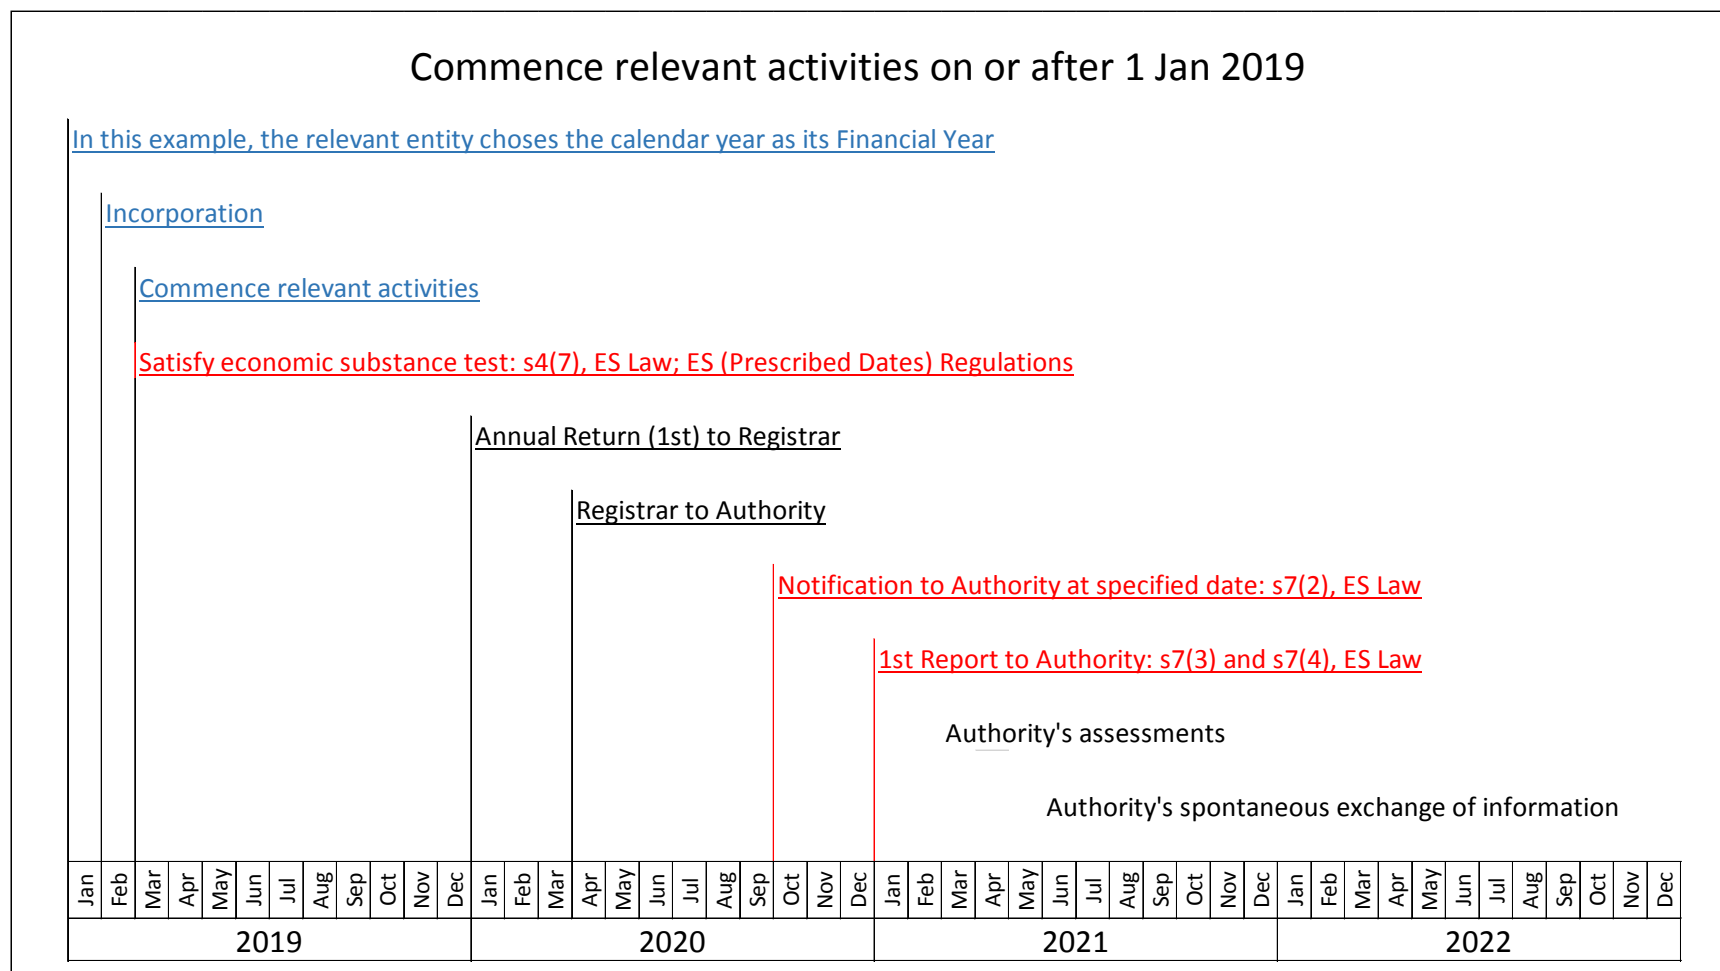 Commence relevant activities on or after 1 Jan 2019
In this example, the relevant entity choses the calendar year as its Financial Year
Incorporation
Commence relevant activities
Satisfy economic substance test: s4(7), ES Law; ES (Prescribed Dates) Regulations
Annual Return (1st) to Registrar
Registrar to Authority
Notification to Authority at specified date: s7(2), ES Law
1st Report to Authority: s7(3) and s7(4), ES Law
Authority's assessments
Authority's spontaneous exchange of information
Jan Feb Mar Apr May Jun Jul Aug Sep Oct Nov Dec Jan Feb Mar Apr May Jun Jul Aug Sep Oct Nov Dec Jan Feb Mar Apr May Jun Jul Aug Sep Oct Nov Dec Jan Feb Mar Apr May Jun Jul Aug Sep Oct Nov Dec
2019 2020 2021 2022